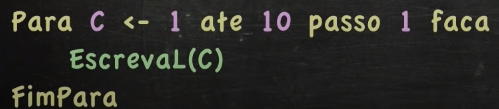 Para C <- 1 ate 10 passo 1 faca
EscrevaL(C)
FimPara